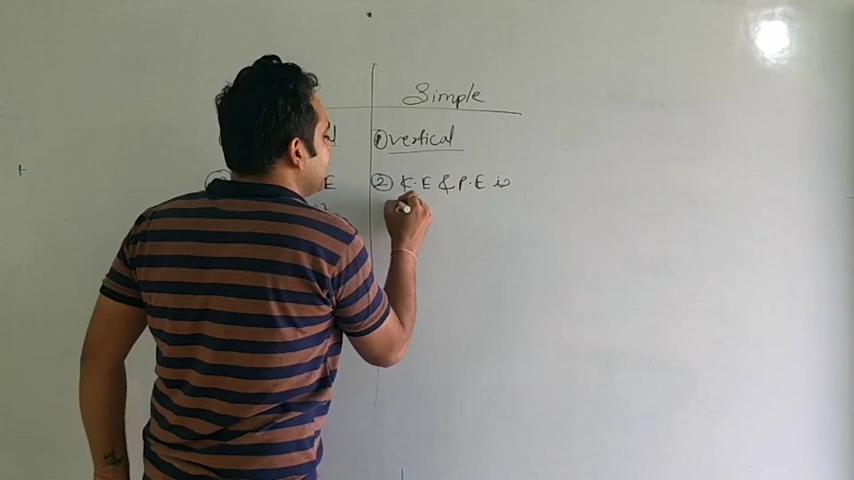 Simple
① vertical
② K.E & P.E is
E